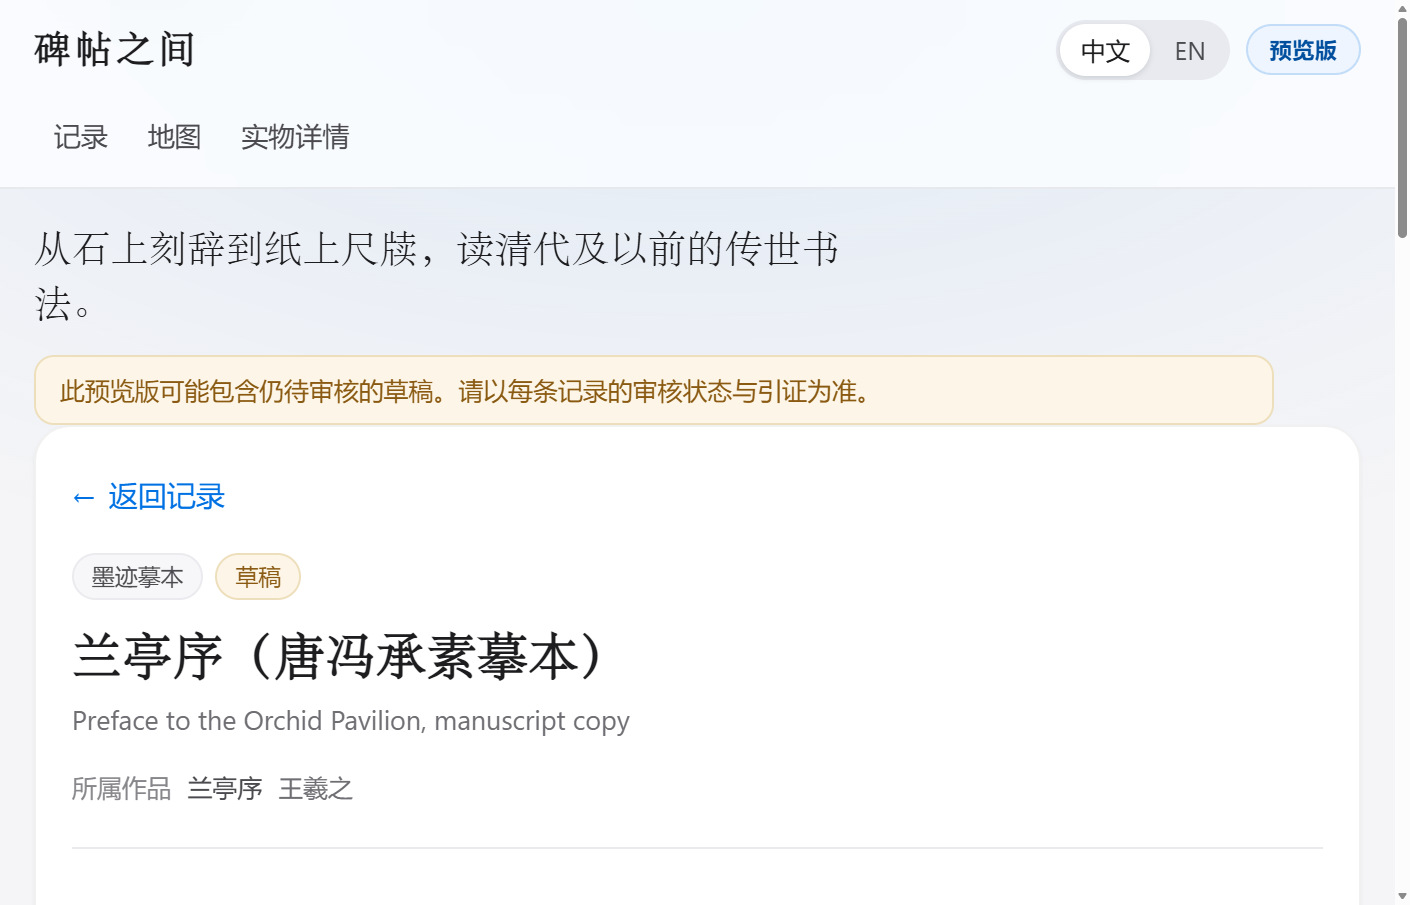 碑帖之间
中文 EN 预览版
记录 地图 实物详情
从石上刻辞到纸上尺牍，读清代及以前的传世书
法。
此预览版可能包含仍待审核的草稿。请以每条记录的审核状态与引证为准。
← 返回记录
墨迹摹本 草稿
兰亭序（唐冯承素摹本）
Preface to the Orchid Pavilion, manuscript copy
所属作品 兰亭序 王羲之